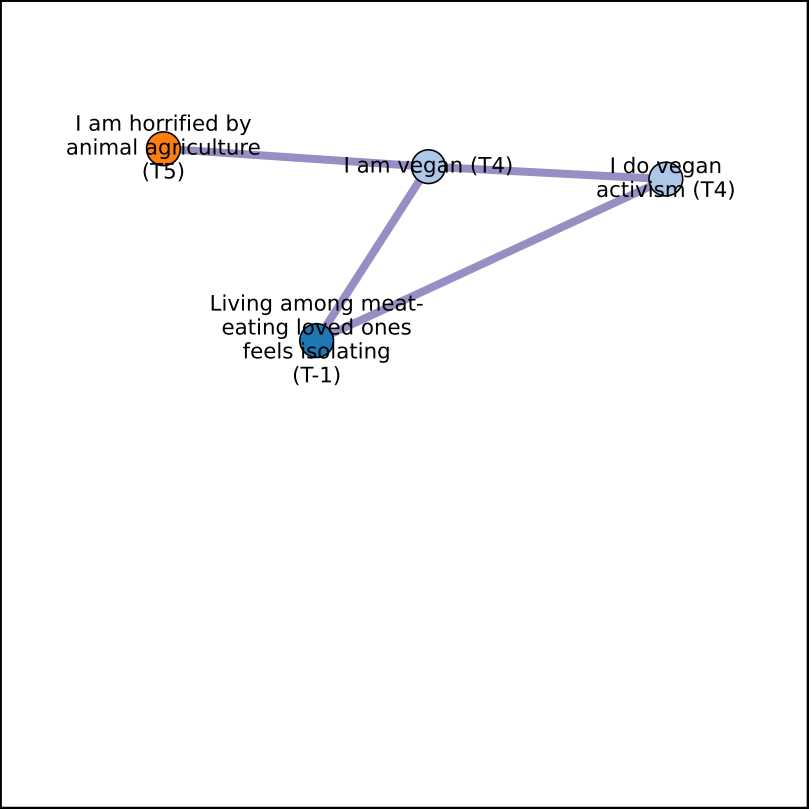 I am horrified by
animal agriculture
(T5)
I am vegan (T4)
I do vegan
activism (T4)
Living among meat-
eating loved ones
feels isolating
(T-1)